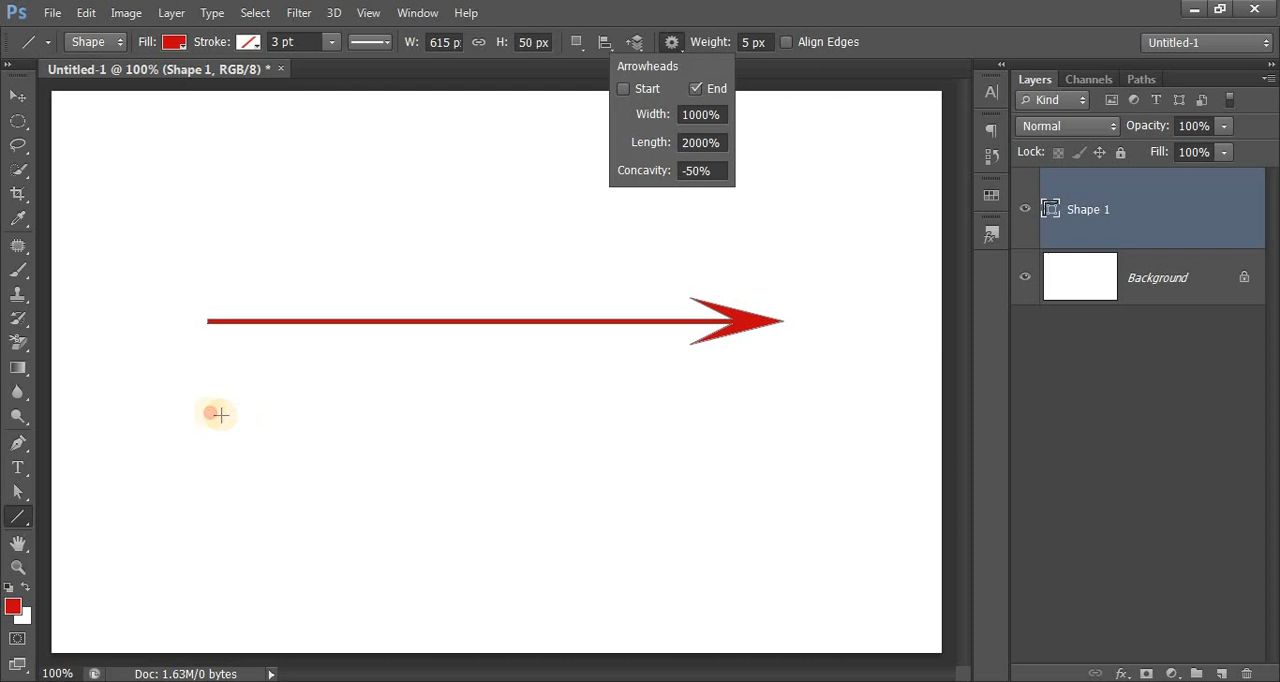 Ps File Edit Image Layer Type Select Filter 3D View Window Help
Shape Fill: Stroke: 3 pt W: 615 p H: 50 px Weight: 5 px Align Edges Untitled-1
Untitled-1 @ 100% (Shape 1, RGB/8) * ×
Arrowheads
Start End
Width: 1000%
Length: 2000%
Concavity: -50%
Layers Channels Paths
Kind
Normal Opacity: 100%
Lock: Fill: 100%
Shape 1
Background
100% Doc: 1.63M/0 bytes